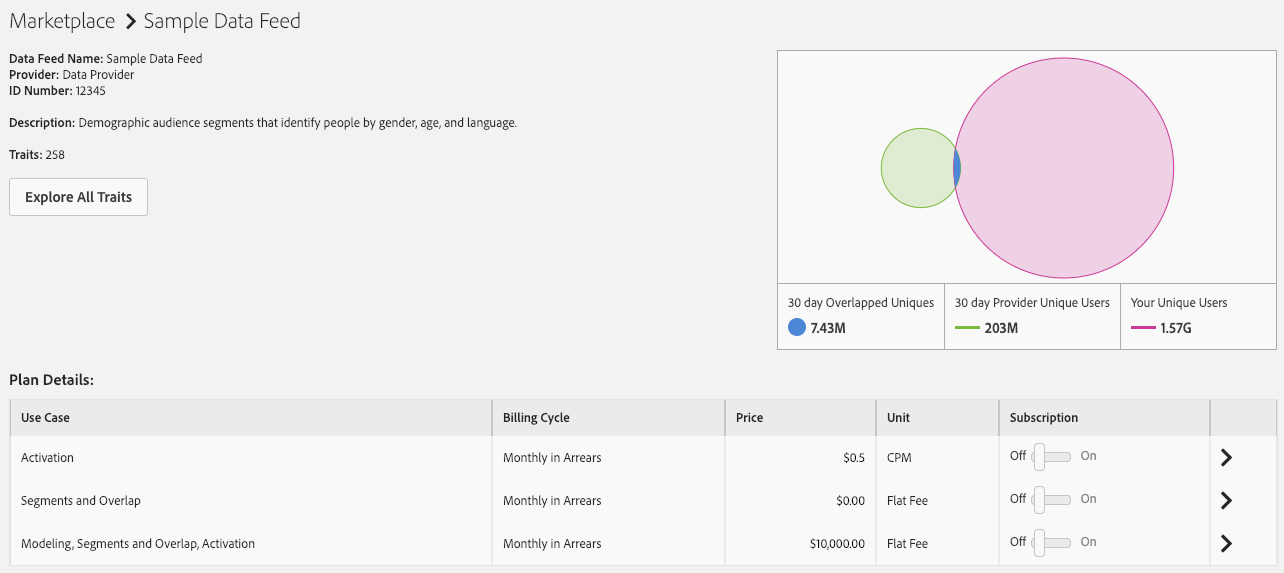 Marketplace > Sample Data Feed
Data Feed Name: Sample Data Feed
Provider: Data Provider
ID Number: 12345
Description: Demographic audience segments that identify people by gender, age, and language.
Traits: 258
Explore All Traits
30 day Overlapped Uniques 30 day Provider Unique Users Your Unique Users
7.43M 203M 1.57G
Plan Details:
Use Case Billing Cycle Price Unit Subscription
Activation Monthly in Arrears $0.5 CPM Off On
Segments and Overlap Monthly in Arrears $0.00 Flat Fee Off On
Modeling, Segments and Overlap, Activation Monthly in Arrears $10,000.00 Flat Fee Off On